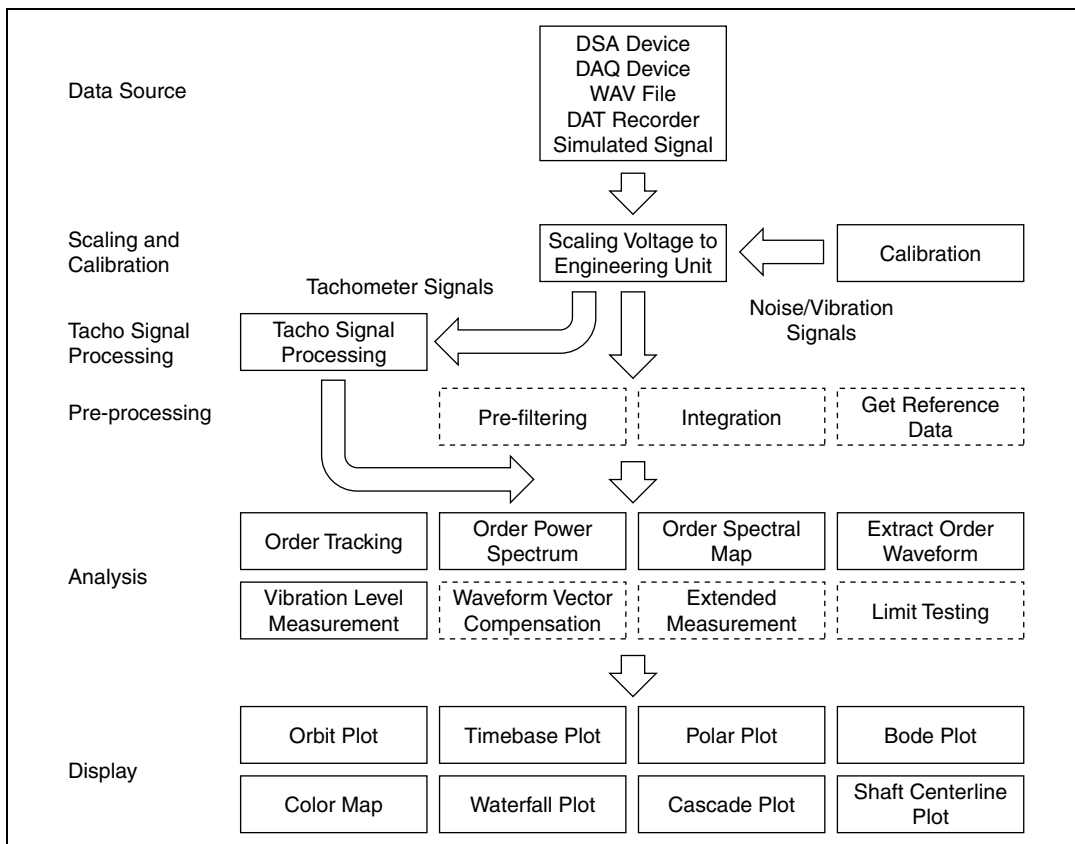 Data Source
DSA Device
DAQ Device
WAV File
DAT Recorder
Simulated Signal
Scaling and
Calibration
Scaling Voltage to
Engineering Unit
Calibration
Tachometer Signals
Noise/Vibration
Signals
Tacho Signal
Processing
Tacho Signal
Processing
Pre-processing
Pre-filtering
Integration
Get Reference
Data
Analysis
Order Tracking
Order Power
Spectrum
Order Spectral
Map
Extract Order
Waveform
Vibration Level
Measurement
Waveform Vector
Compensation
Extended
Measurement
Limit Testing
Display
Orbit Plot
Timebase Plot
Polar Plot
Bode Plot
Color Map
Waterfall Plot
Cascade Plot
Shaft Centerline
Plot